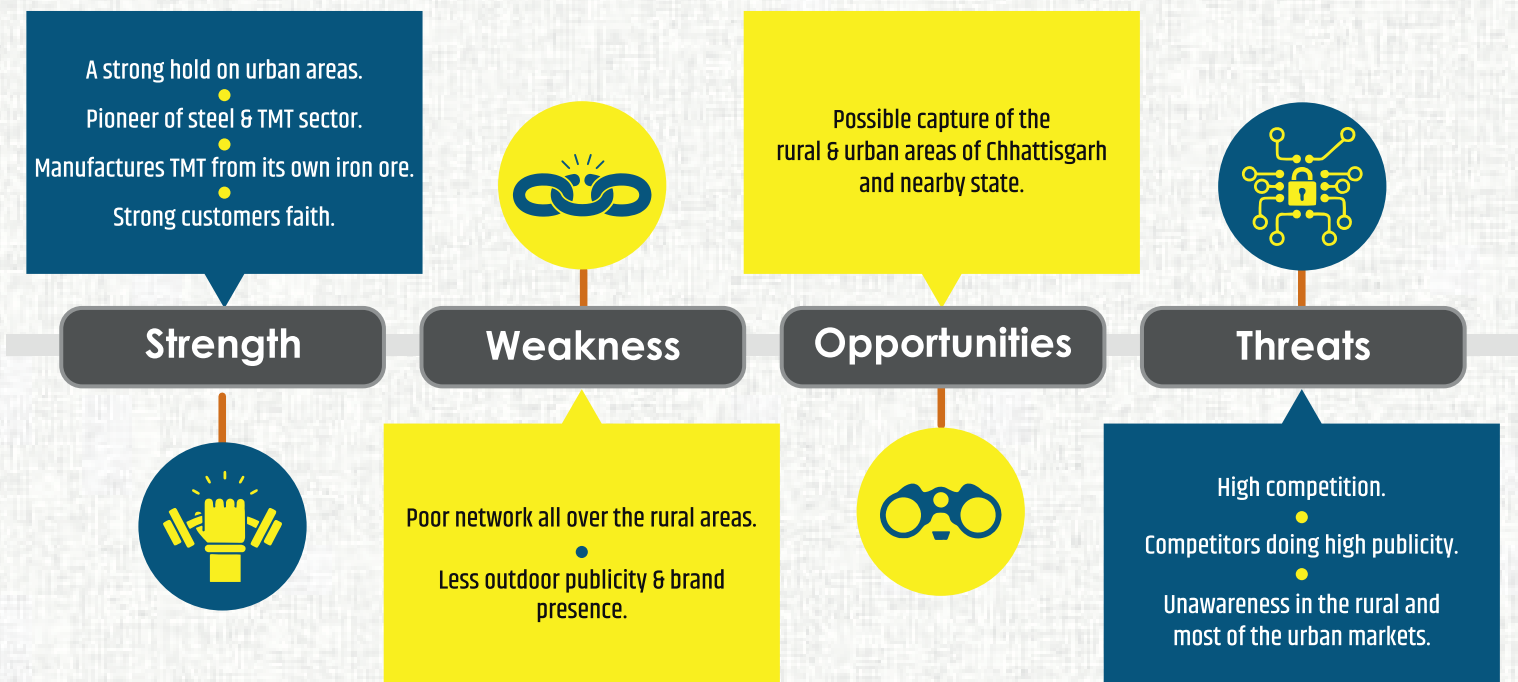 A strong hold on urban areas.
Pioneer of steel & TMT sector.
Manufactures TMT from its own iron ore.
Strong customers faith.
Strength
Weakness
Poor network all over the rural areas.
Less outdoor publicity & brand
presence.
Possible capture of the
rural & urban areas of Chhattisgarh
and nearby state.
Opportunities
Threats
High competition.
Competitors doing high publicity.
Unawareness in the rural and
most of the urban markets.